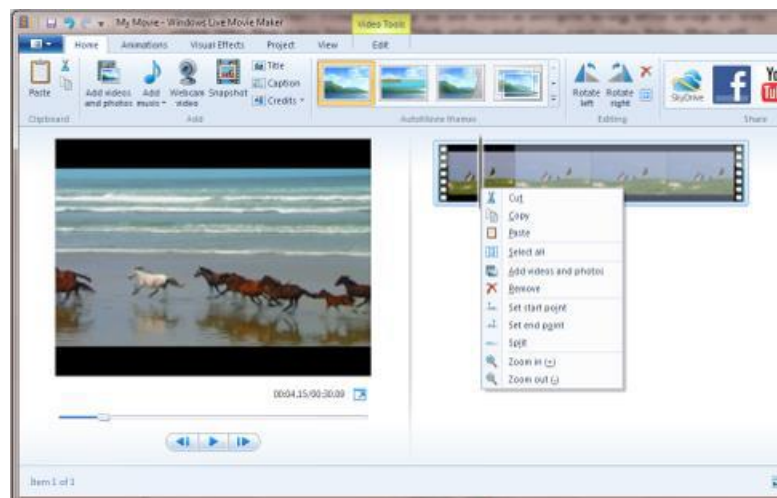 My Movie - Windows Live Movie Maker
Video Tools
Home Animations Visual Effects Project View Edit
Paste
Add videos and photos
Add music
Webcam video
Snapshot
Title
Caption
Credits
Rotate left
Rotate right
SkyDrive
Clipboard
Add
AutoMovie themes
Editing
Share
Cut
Copy
Paste
Select all
Add videos and photos
Remove
Set start point
Set end point
Split
Zoom in (+)
Zoom out (-)
00:04.15/00:30.09
Item 1 of 1